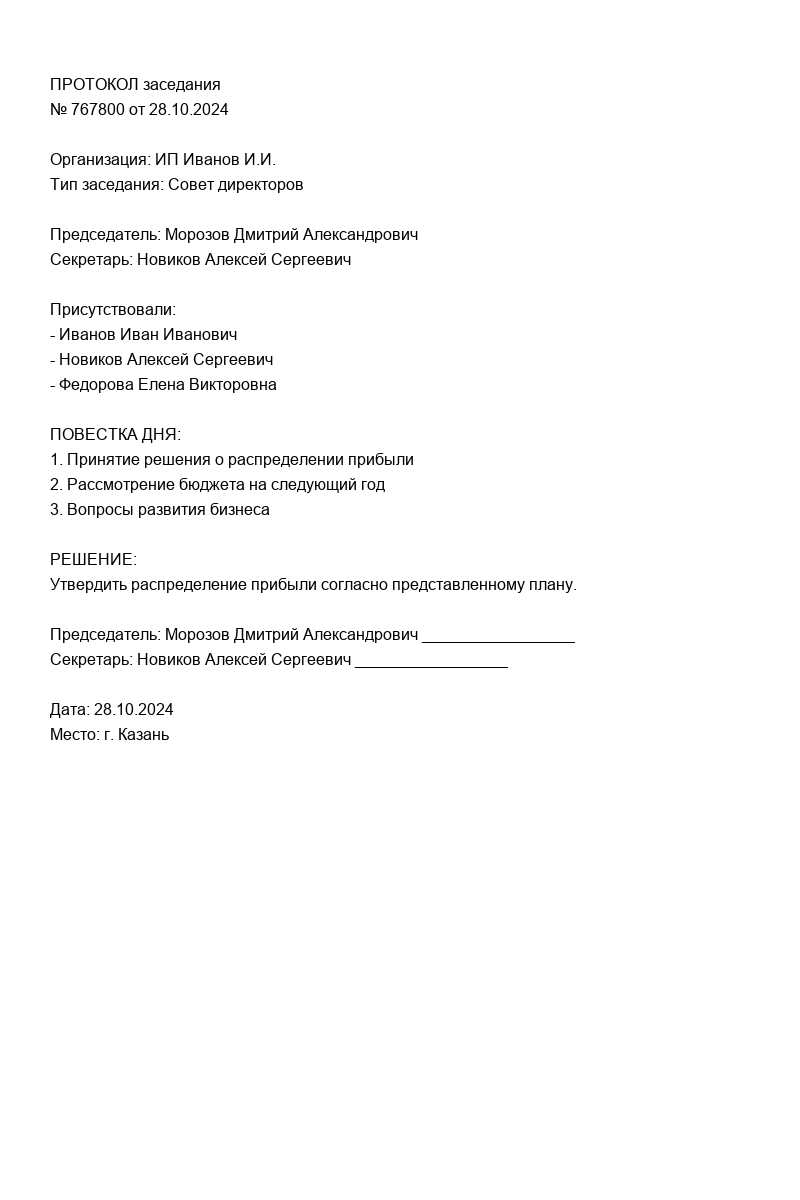 ПРОТОКОЛ заседания
№ 767800 от 28.10.2024
Организация: ИП Иванов И.И.
Тип заседания: Совет директоров
Председатель: Морозов Дмитрий Александрович
Секретарь: Новиков Алексей Сергеевич
Присутствовали:
- Иванов Иван Иванович
- Новиков Алексей Сергеевич
- Федорова Елена Викторовна
ПОВЕСТКА ДНЯ:
1. Принятие решения о распределении прибыли
2. Рассмотрение бюджета на следующий год
3. Вопросы развития бизнеса
РЕШЕНИЕ:
Утвердить распределение прибыли согласно представленному плану.
Председатель: Морозов Дмитрий Александрович _________________
Секретарь: Новиков Алексей Сергеевич _________________
Дата: 28.10.2024
Место: г. Казань